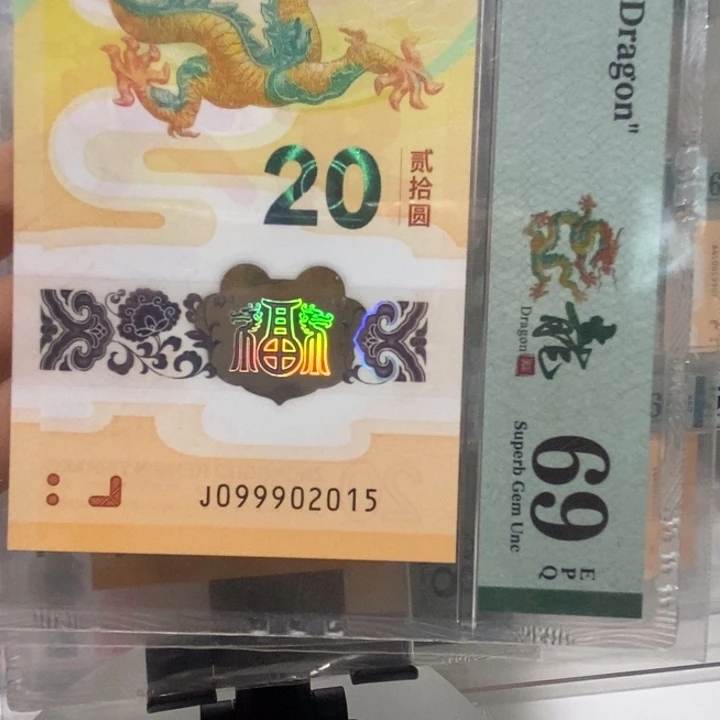 20
贰拾圆
福
J099902015
Dragon"
龍
Dragon
69
EPQ
Superb Gem Unc